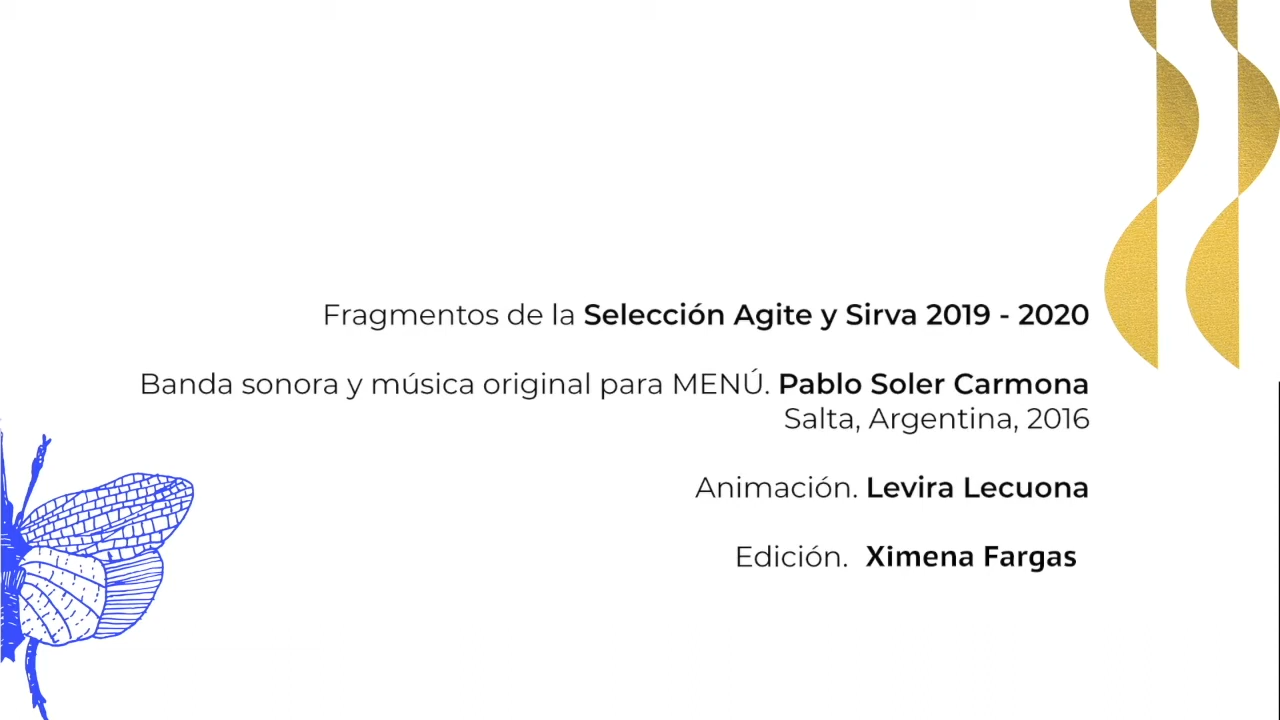 Fragmentos de la Selección Agite y Sirva 2019 - 2020
Banda sonora y música original para MENÚ. Pablo Soler Carmona
Salta, Argentina, 2016
Animación. Levira Lecuona
Edición. Ximena Fargas